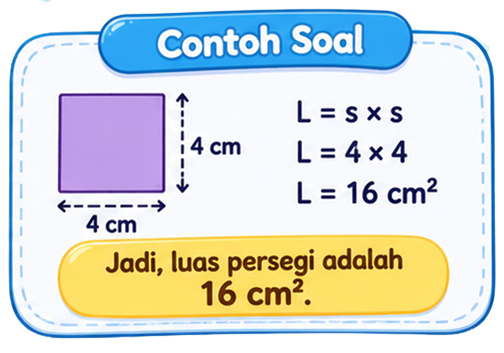 Contoh Soal
4 cm
4 cm
L = s × s
L = 4 × 4
L = 16 cm²
Jadi, luas persegi adalah
16 cm².